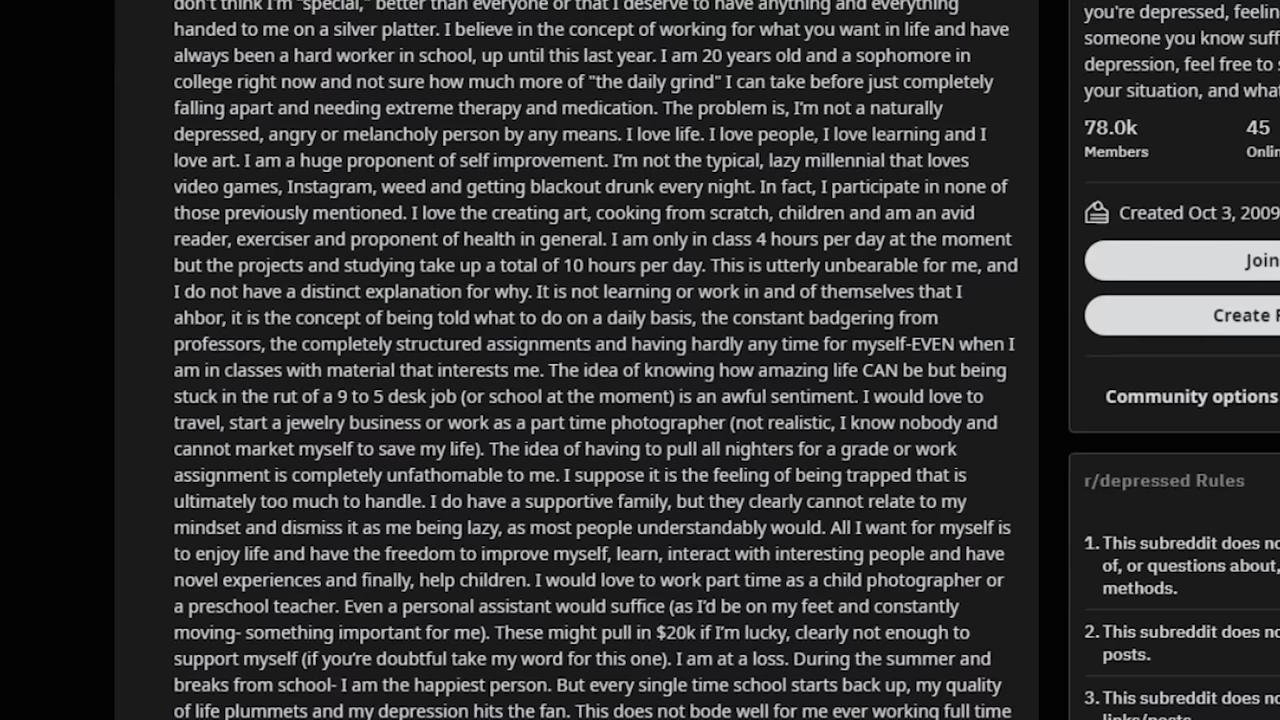 don't think I'm "special," better than everyone or that I deserve to have anything and everything
handed to me on a silver platter. I believe in the concept of working for what you want in life and have
always been a hard worker in school, up until this last year. I am 20 years old and a sophomore in
college right now and not sure how much more of "the daily grind" I can take before just completely
falling apart and needing extreme therapy and medication. The problem is, I'm not a naturally
depressed, angry or melancholy person by any means. I love life. I love people, I love learning and I
love art. I am a huge proponent of self improvement. I'm not the typical, lazy millennial that loves
video games, Instagram, weed and getting blackout drunk every night. In fact, I participate in none of
those previously mentioned. I love the creating art, cooking from scratch, children and am an avid
reader, exerciser and proponent of health in general. I am only in class 4 hours per day at the moment
but the projects and studying take up a total of 10 hours per day. This is utterly unbearable for me, and
I do not have a distinct explanation for why. It is not learning or work in and of themselves that I
ahbor, it is the concept of being told what to do on a daily basis, the constant badgering from
professors, the completely structured assignments and having hardly any time for myself-EVEN when I
am in classes with material that interests me. The idea of knowing how amazing life CAN be but being
stuck in the rut of a 9 to 5 desk job (or school at the moment) is an awful sentiment. I would love to
travel, start a jewelry business or work as a part time photographer (not realistic, I know nobody and
cannot market myself to save my life). The idea of having to pull all nighters for a grade or work
assignment is completely unfathomable to me. I suppose it is the feeling of being trapped that is
ultimately too much to handle. I do have a supportive family, but they clearly cannot relate to my
mindset and dismiss it as me being lazy, as most people understandably would. All I want for myself is
to enjoy life and have the freedom to improve myself, learn, interact with interesting people and have
novel experiences and finally, help children. I would love to work part time as a child photographer or
a preschool teacher. Even a personal assistant would suffice (as I'd be on my feet and constantly
moving- something important for me). These might pull in $20k if I'm lucky, clearly not enough to
support myself (if you're doubtful take my word for this one). I am at a loss. During the summer and
breaks from school- I am the happiest person. But every single time school starts back up, my quality
of life plummets and my depression hits the fan. This does not bode well for me ever working full time
you're depressed, feelin
someone you know suff
depression, feel free to
your situation, and what
78.0k 45
Members Onlin
Created Oct 3, 2009
Join
Create
Community options
r/depressed Rules
1. This subreddit does no
of, or questions about,
methods.
2. This subreddit does no
posts.
3. This subreddit does no
links/posts